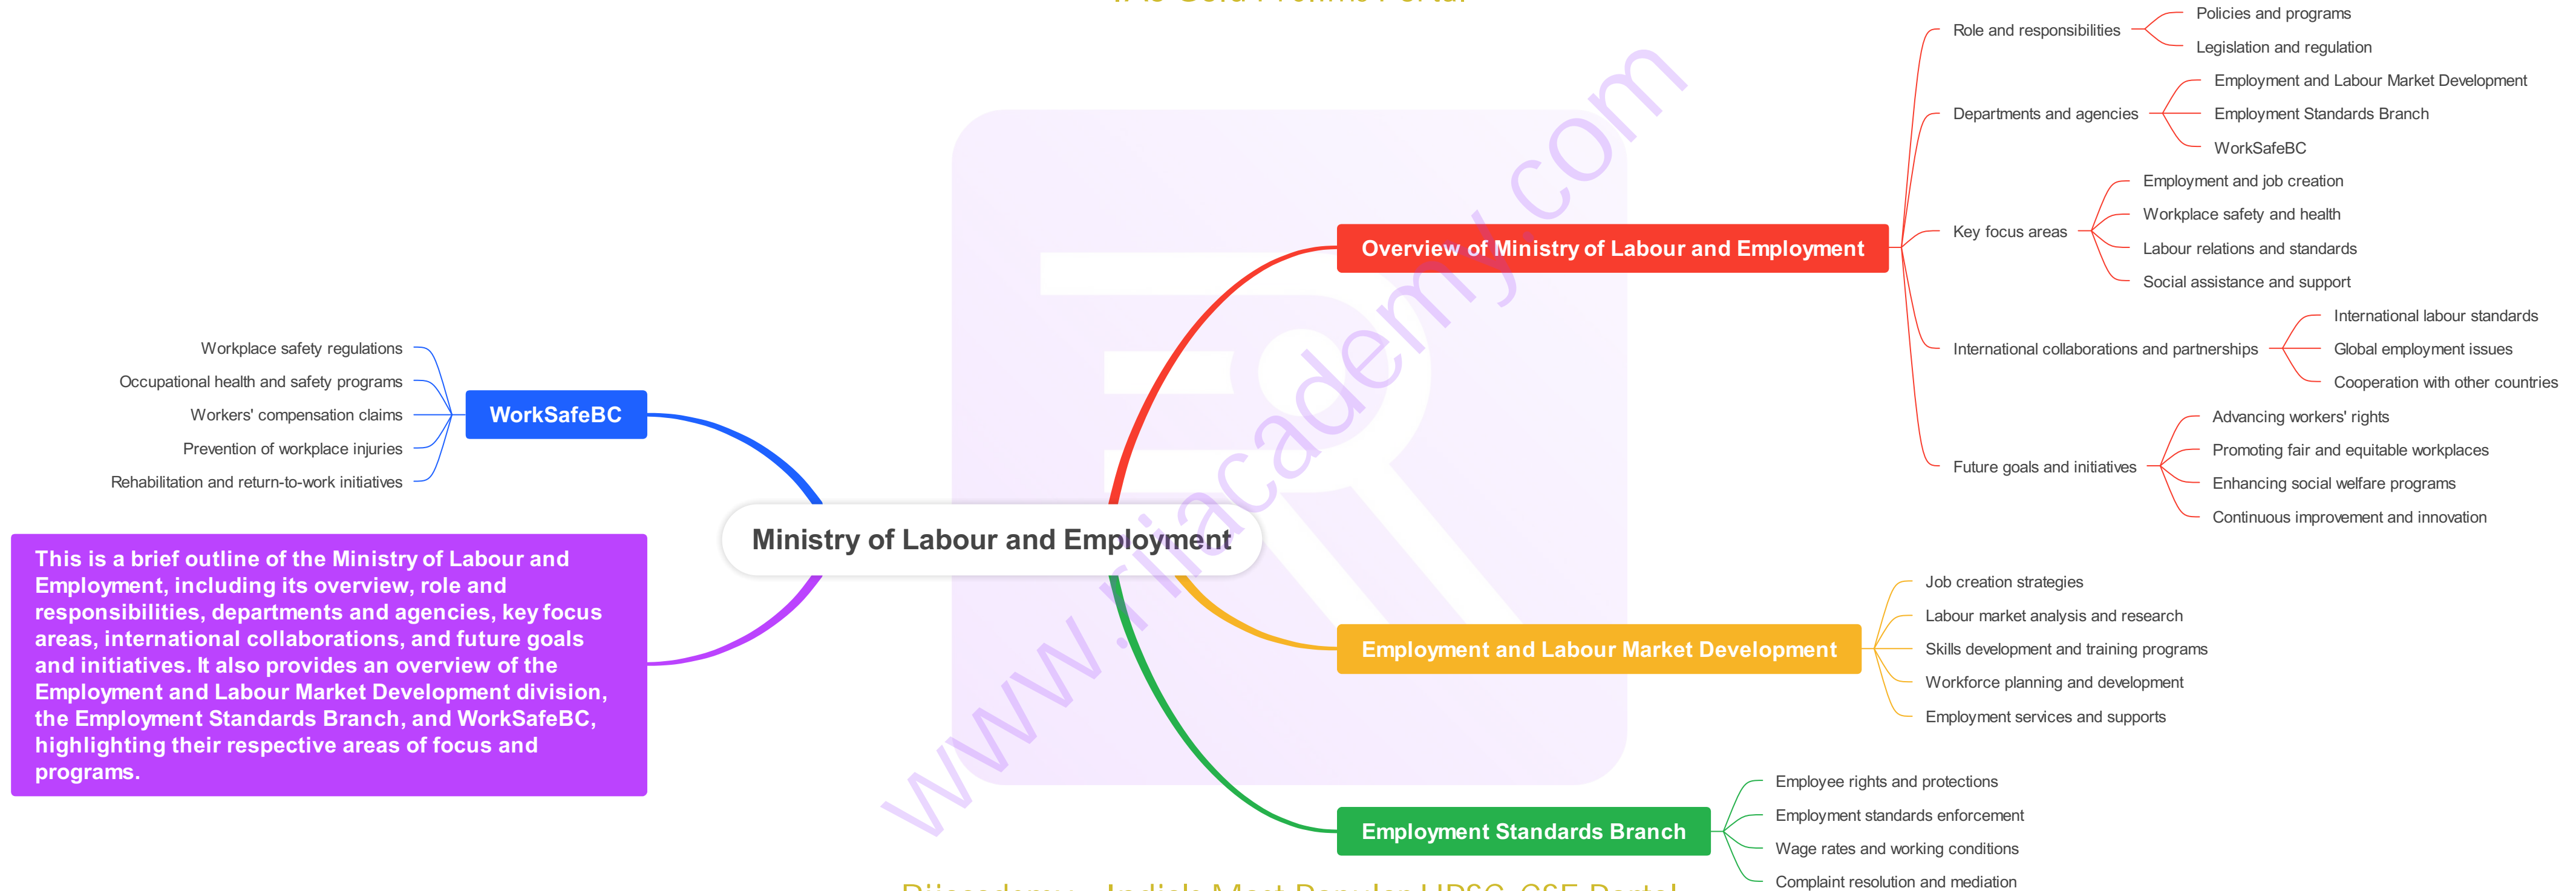 Ministry of Labour and Employment
Overview of Ministry of Labour and Employment
Role and responsibilities
Policies and programs
Legislation and regulation
Departments and agencies
Employment and Labour Market Development
Employment Standards Branch
WorkSafeBC
Key focus areas
Employment and job creation
Workplace safety and health
Labour relations and standards
Social assistance and support
International collaborations and partnerships
International labour standards
Global employment issues
Cooperation with other countries
Future goals and initiatives
Advancing workers' rights
Promoting fair and equitable workplaces
Enhancing social welfare programs
Continuous improvement and innovation
Employment and Labour Market Development
Job creation strategies
Labour market analysis and research
Skills development and training programs
Workforce planning and development
Employment services and supports
Employment Standards Branch
Employee rights and protections
Employment standards enforcement
Wage rates and working conditions
Complaint resolution and mediation
WorkSafeBC
Workplace safety regulations
Occupational health and safety programs
Workers' compensation claims
Prevention of workplace injuries
Rehabilitation and return-to-work initiatives
This is a brief outline of the Ministry of Labour and
Employment, including its overview, role and
responsibilities, departments and agencies, key focus
areas, international collaborations, and future goals
and initiatives. It also provides an overview of the
Employment and Labour Market Development division,
the Employment Standards Branch, and WorkSafeBC,
highlighting their respective areas of focus and
programs.
www.rijacademy.com